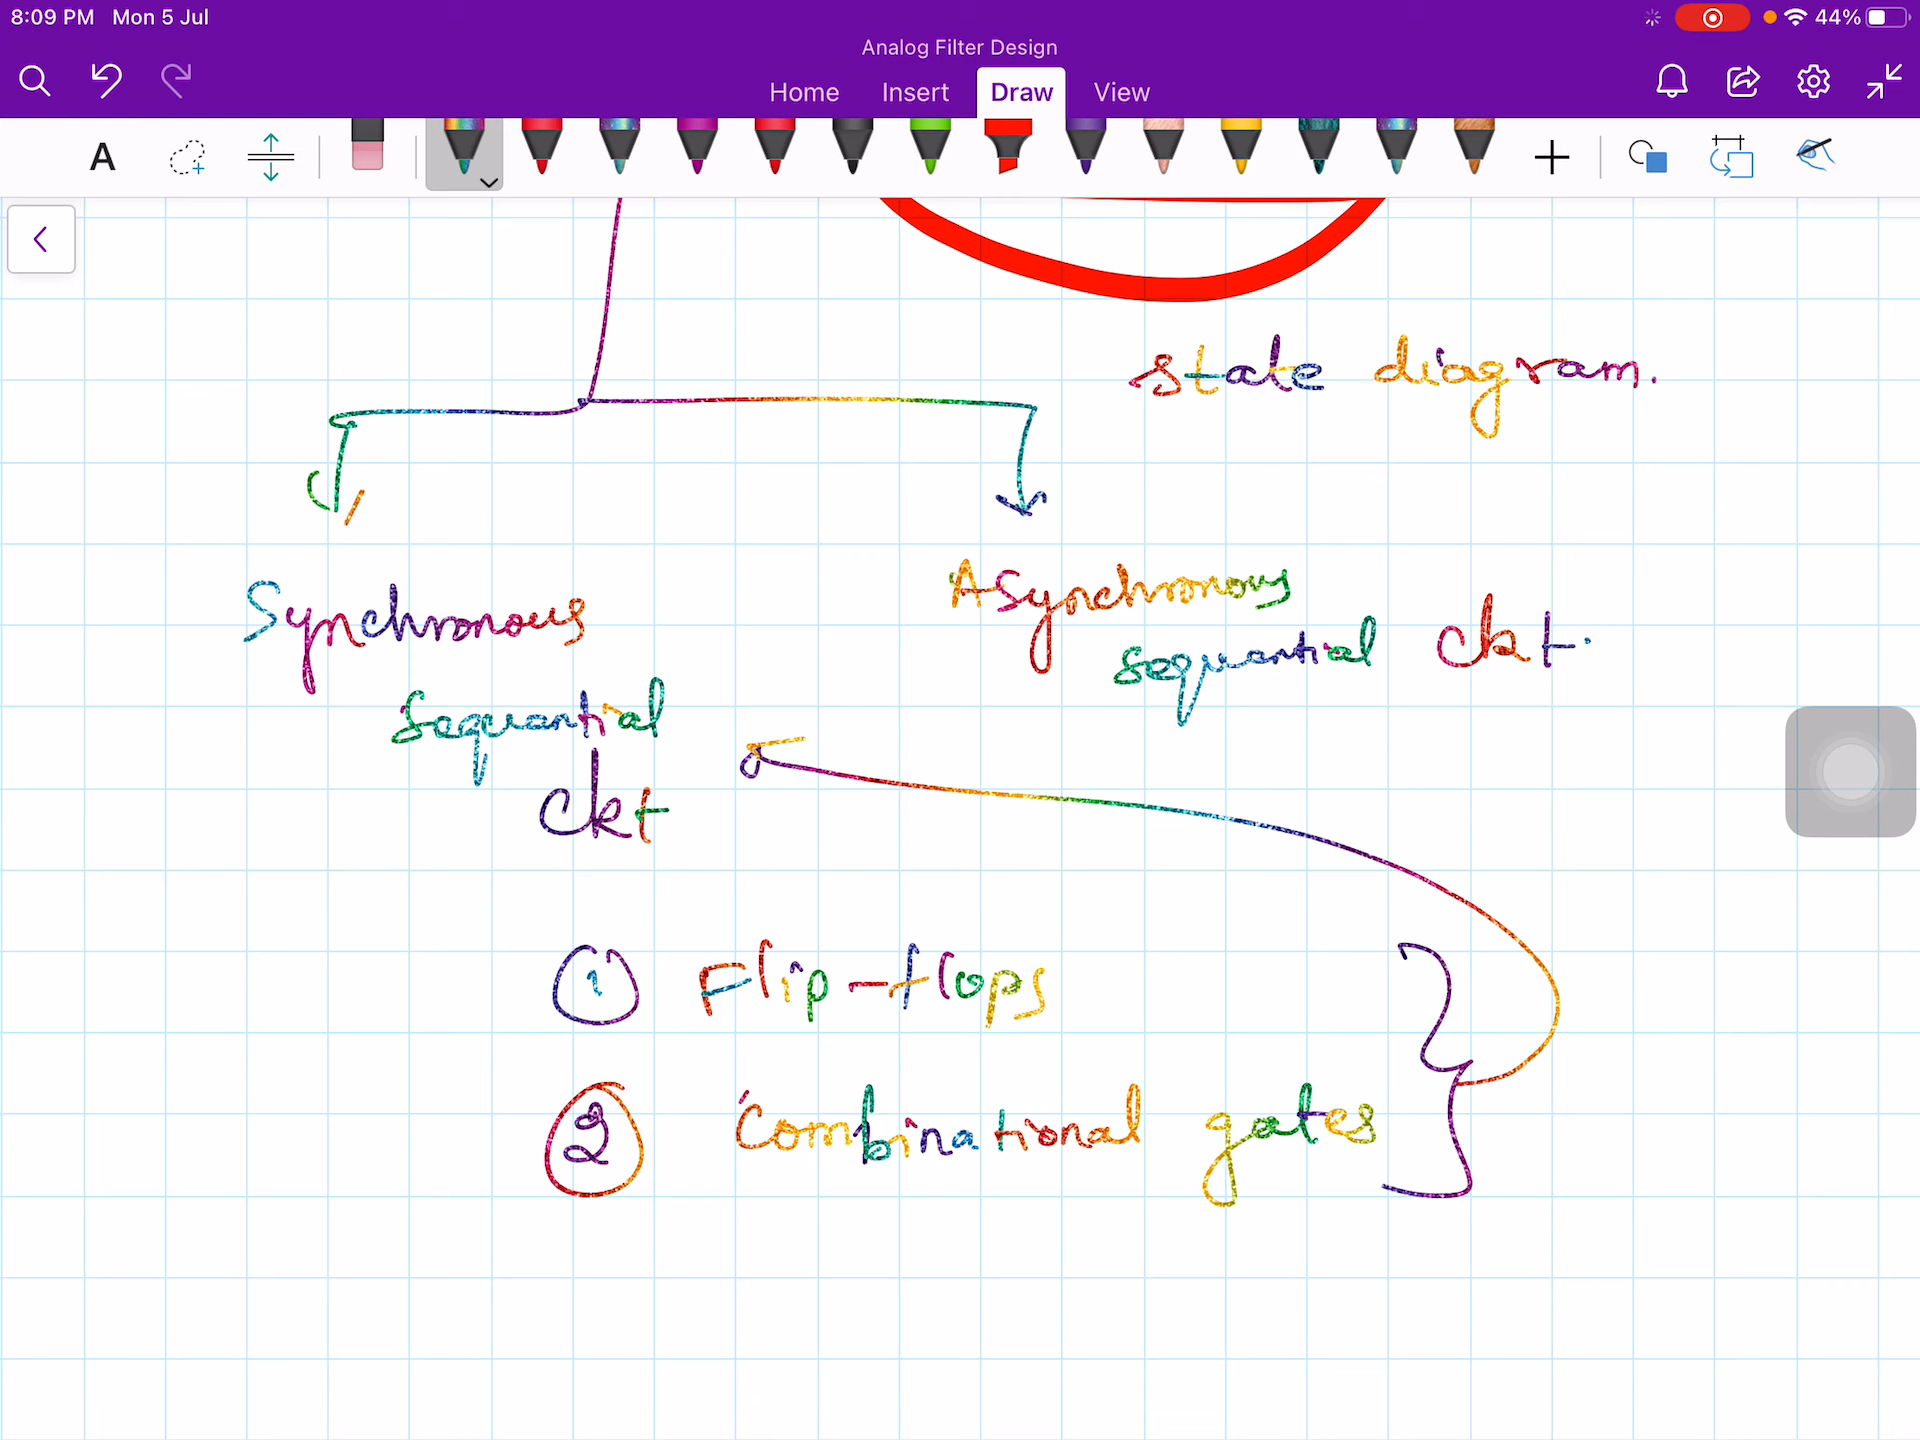 8:09 PM Mon 5 Jul
44%
Analog Filter Design
Home Insert Draw View
A
state diagram.
Synchronous
sequential
ckt
Asynchronous
sequential ckt.
1 Flip-flops
2 Combinational gates